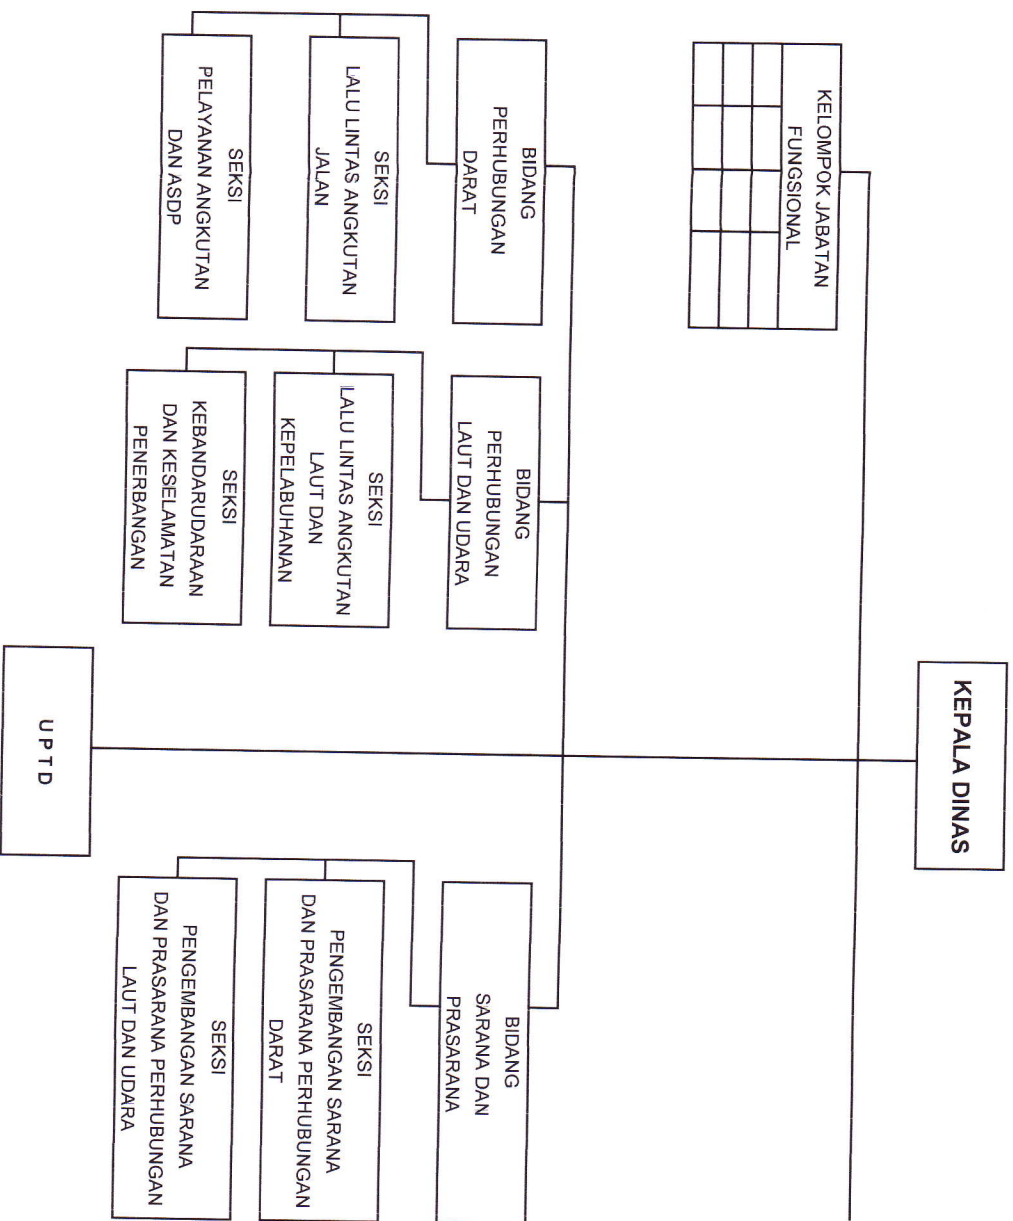 KEPALA DINAS
KELOMPOK JABATAN
FUNGSIONAL
BIDANG
PERHUBUNGAN
DARAT
SEKSI
LALU LINTAS ANGKUTAN
JALAN
SEKSI
PELAYANAN ANGKUTAN
DAN ASDP
BIDANG
PERHUBUNGAN
LAUT DAN UDARA
SEKSI
LALU LINTAS ANGKUTAN
LAUT DAN
KEPELABUHANAN
SEKSI
KEBANDARUDARAAN
DAN KESELAMATAN
PENERBANGAN
BIDANG
SARANA DAN
PRASARANA
SEKSI
PENGEMBANGAN SARANA
DAN PRASARANA PERHUBUNGAN
DARAT
SEKSI
PENGEMBANGAN SARANA
DAN PRASARANA PERHUBUNGAN
LAUT DAN UDARA
U P T D